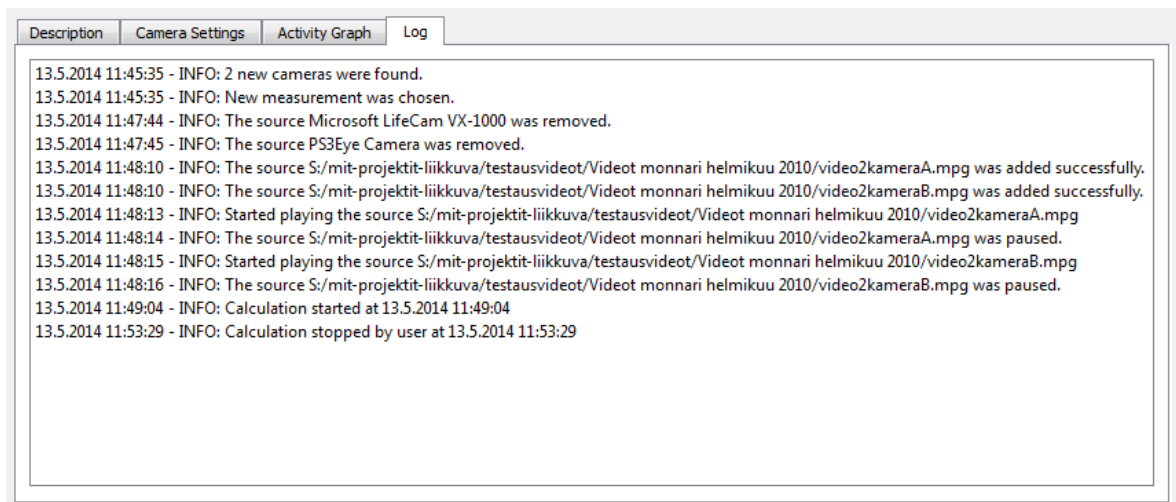 Description Camera Settings Activity Graph Log
13.5.2014 11:45:35 - INFO: 2 new cameras were found.
13.5.2014 11:45:35 - INFO: New measurement was chosen.
13.5.2014 11:47:44 - INFO: The source Microsoft LifeCam VX-1000 was removed.
13.5.2014 11:47:45 - INFO: The source PS3Eye Camera was removed.
13.5.2014 11:48:10 - INFO: The source S:/mit-projektit-liikkuva/testausvideot/Videot monnari helmikuu 2010/video2kameraA.mpg was added successfully.
13.5.2014 11:48:10 - INFO: The source S:/mit-projektit-liikkuva/testausvideot/Videot monnari helmikuu 2010/video2kameraB.mpg was added successfully.
13.5.2014 11:48:13 - INFO: Started playing the source S:/mit-projektit-liikkuva/testausvideot/Videot monnari helmikuu 2010/video2kameraA.mpg
13.5.2014 11:48:14 - INFO: The source S:/mit-projektit-liikkuva/testausvideot/Videot monnari helmikuu 2010/video2kameraA.mpg was paused.
13.5.2014 11:48:15 - INFO: Started playing the source S:/mit-projektit-liikkuva/testausvideot/Videot monnari helmikuu 2010/video2kameraB.mpg
13.5.2014 11:48:16 - INFO: The source S:/mit-projektit-liikkuva/testausvideot/Videot monnari helmikuu 2010/video2kameraB.mpg was paused.
13.5.2014 11:49:04 - INFO: Calculation started at 13.5.2014 11:49:04
13.5.2014 11:53:29 - INFO: Calculation stopped by user at 13.5.2014 11:53:29